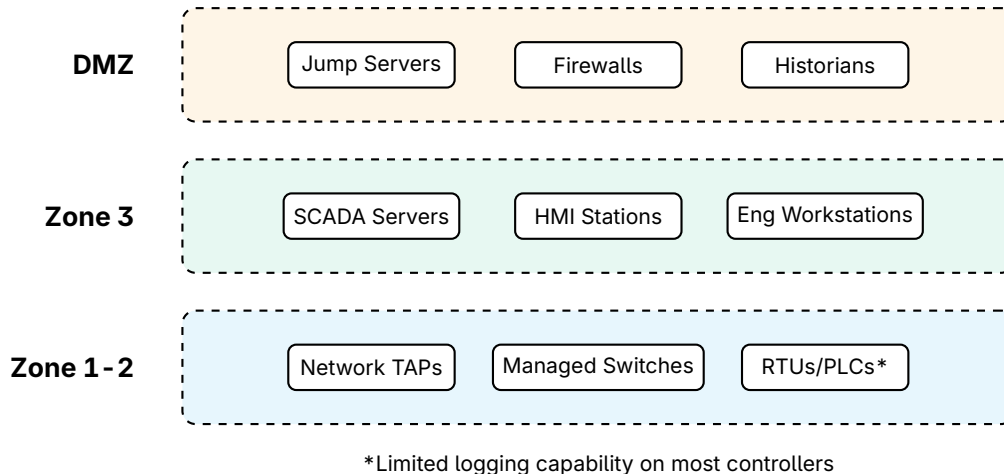 DMZ
Jump Servers
Firewalls
Historians
Zone 3
SCADA Servers
HMI Stations
Eng Workstations
Zone 1-2
Network TAPs
Managed Switches
RTUs/PLCs*
*Limited logging capability on most controllers